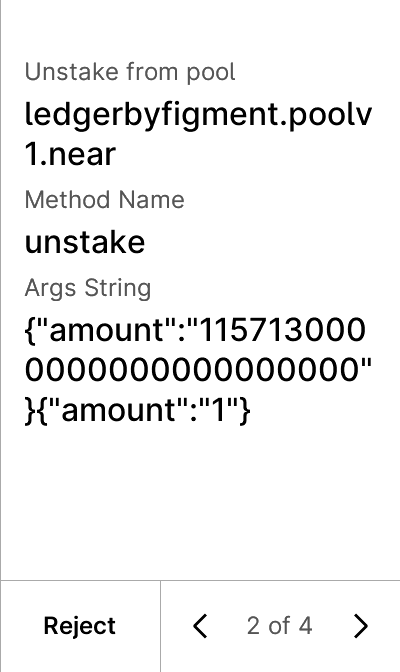 Unstake from pool
ledgerbyfigment.poolv
1.near
Method Name
unstake
Args String
{"amount":"115713000
000000000000000000"
}{"amount":"1"}
Reject
2 of 4